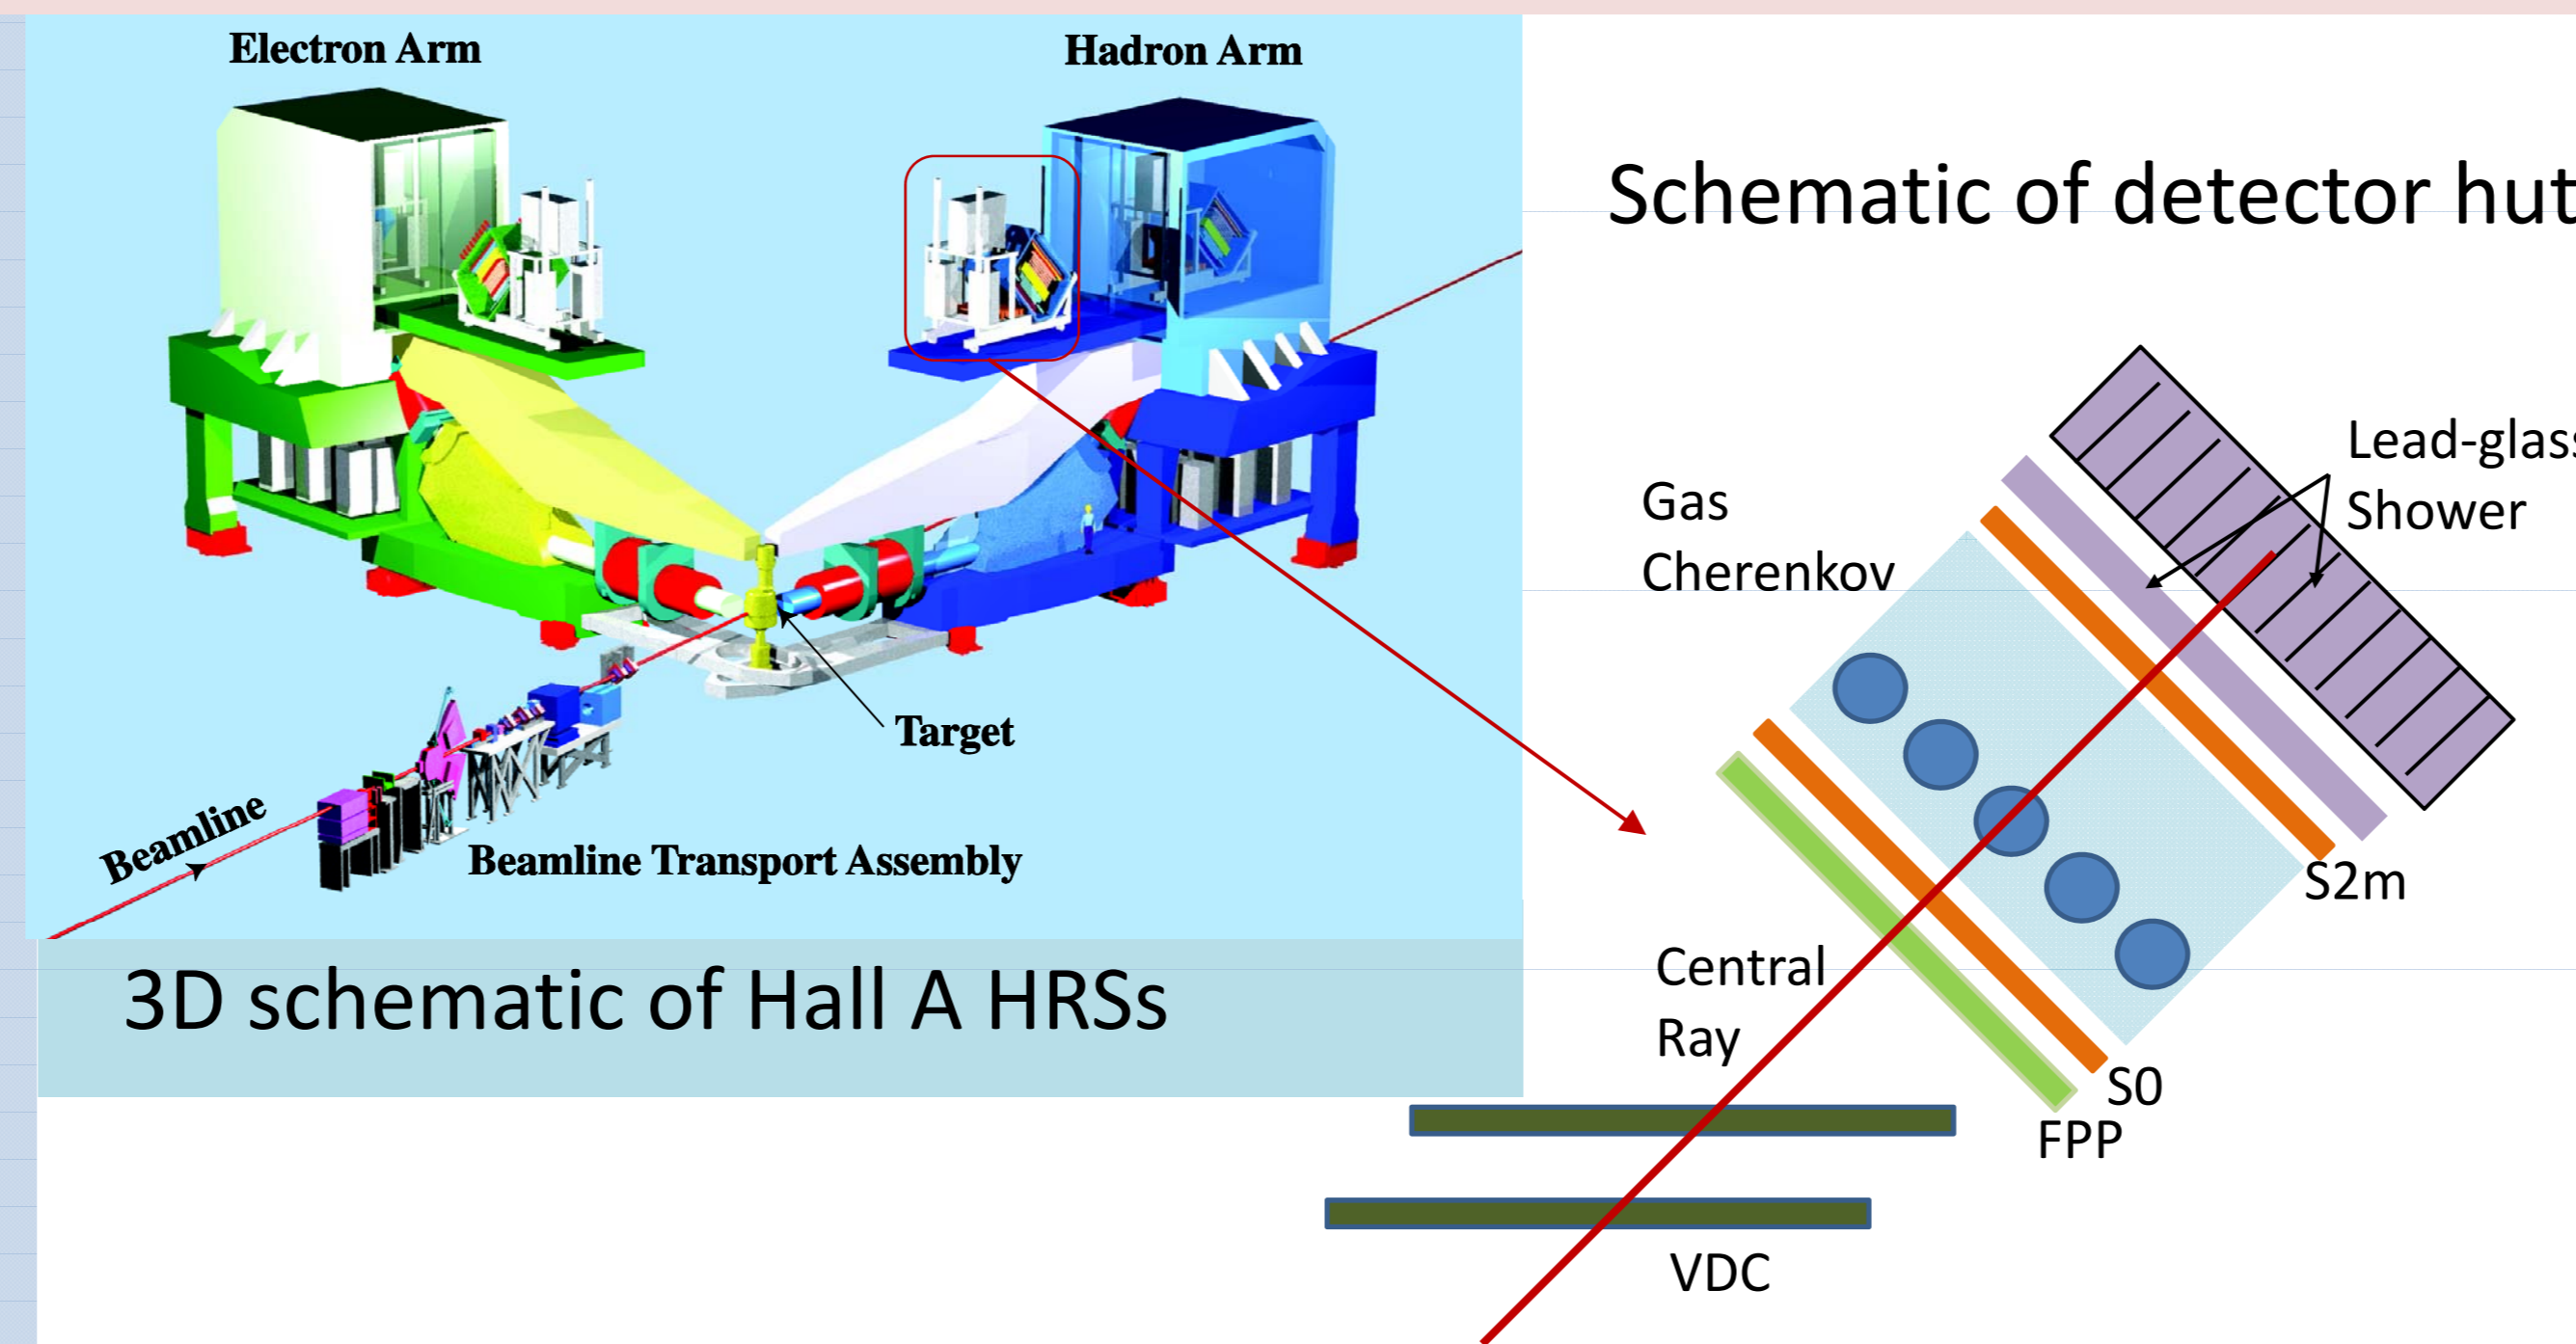 Electron Arm
Hadron Arm
Target
Beamline
Beamline Transport Assembly
3D schematic of Hall A HRSs
Schematic of detector hut
Lead-glass
Shower
Gas
Cherenkov
S2m
Central
Ray
S0
FPP
VDC